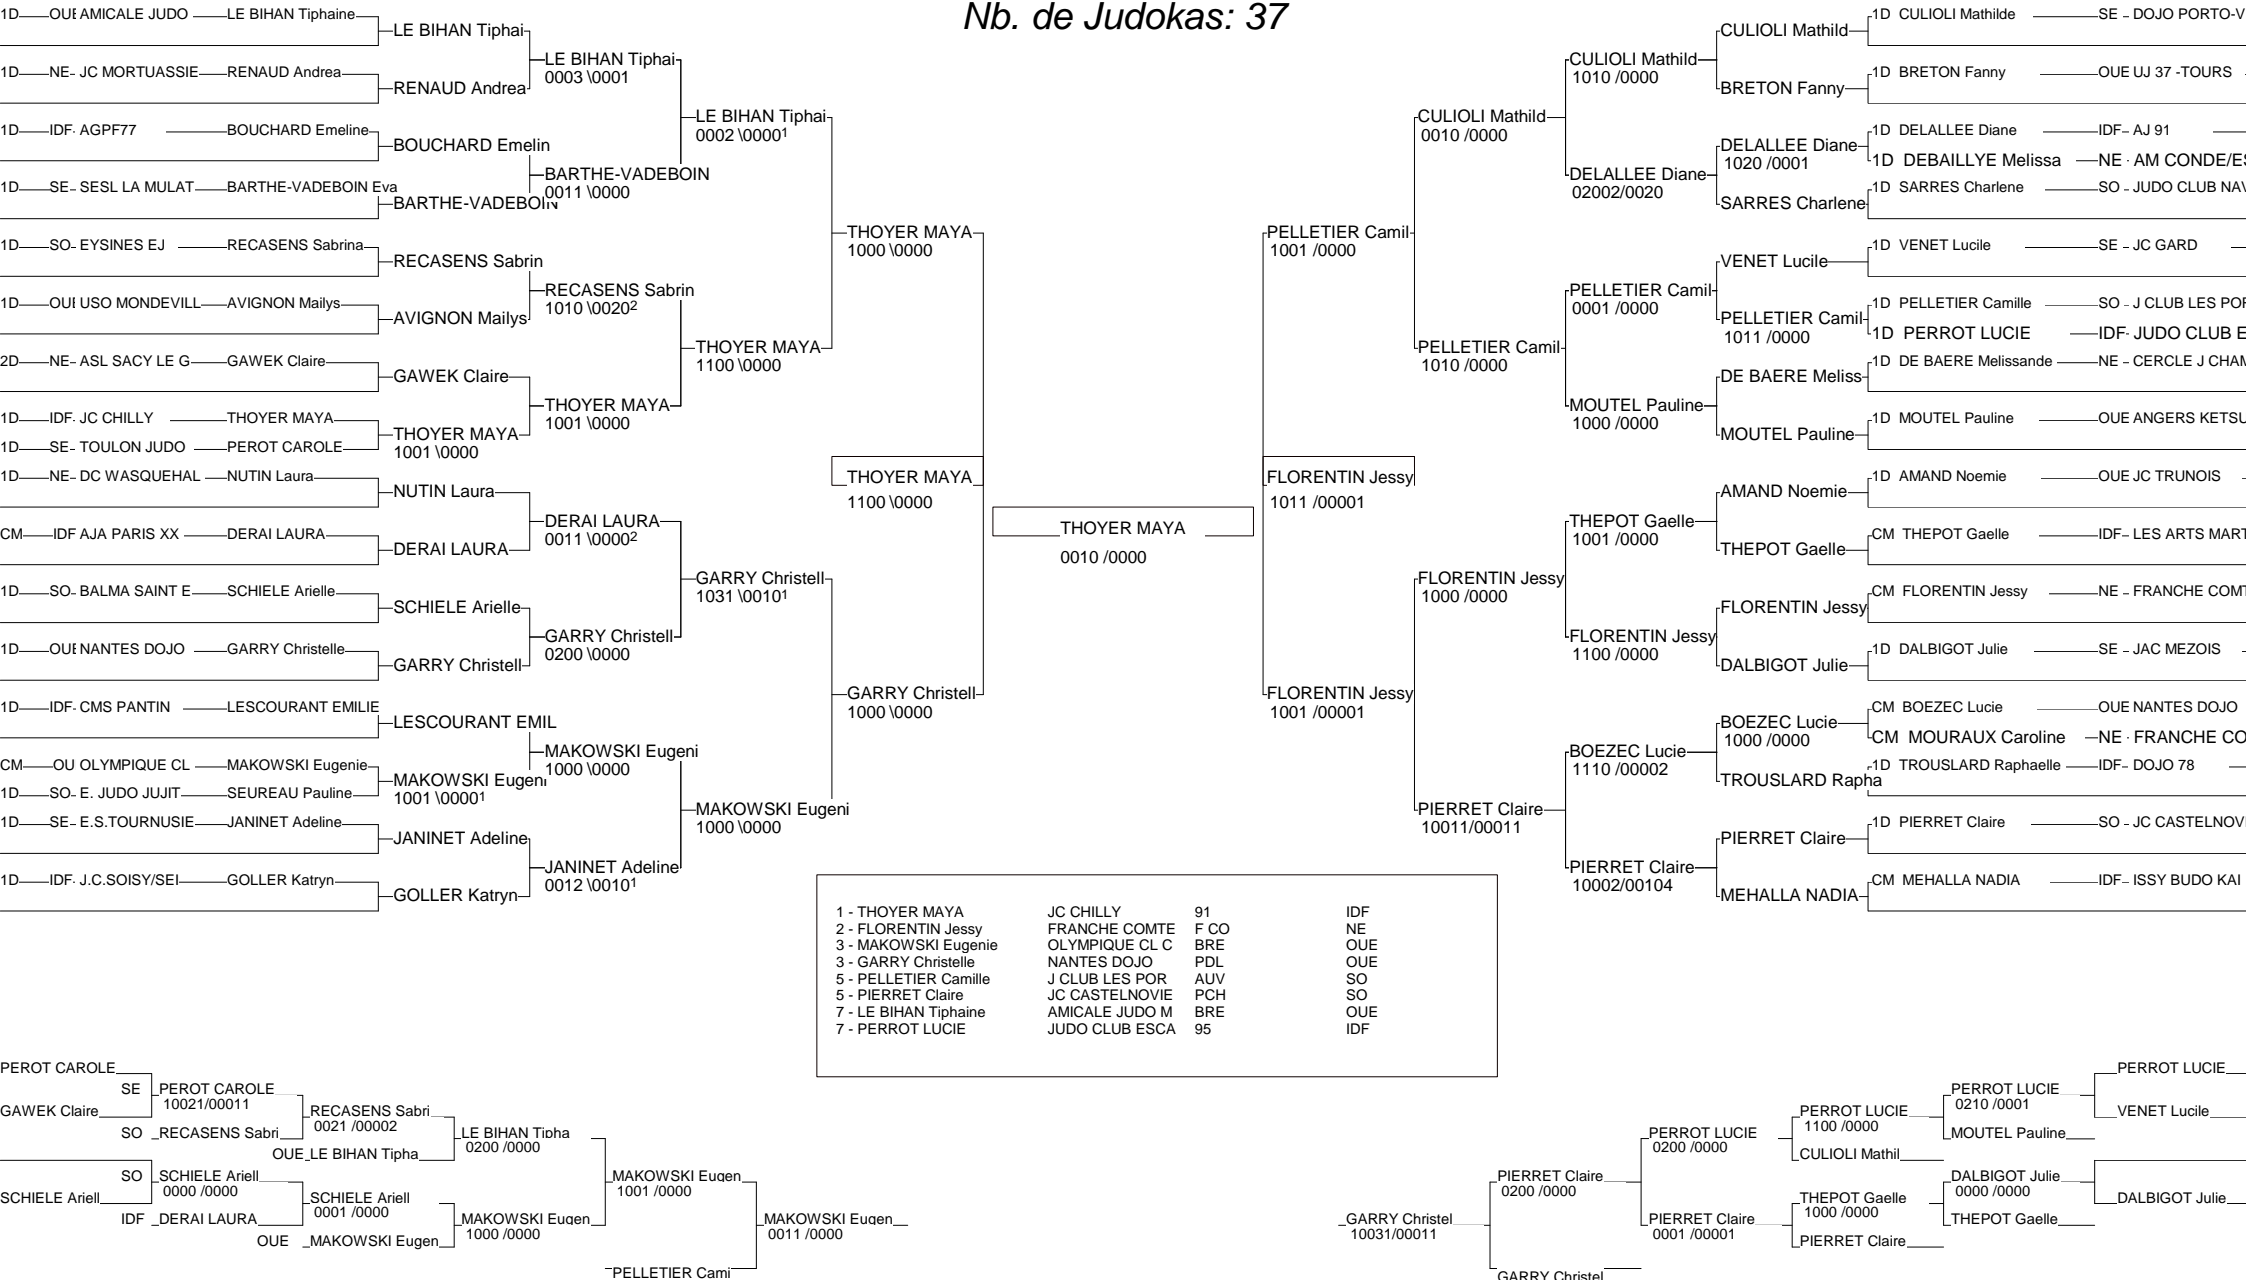 Nb. de Judokas: 37
1D OUE AMICALE JUDO LE BIHAN Tiphaine
LE BIHAN Tiphai
LE BIHAN Tiphai
0003 \0001
1D NE- JC MORTUASSIE RENAUD Andrea
RENAUD Andrea
LE BIHAN Tiphai
0002 \0000¹
1D IDF- AGPF77 BOUCHARD Emeline
BOUCHARD Emelin
BARTHE-VADEBOIN
0011 \0000
1D SE- SESL LA MULAT BARTHE-VADEBOIN Eva
BARTHE-VADEBOIN
THOYER MAYA
1000 \0000
1D SO- EYSINES EJ RECASENS Sabrina
RECASENS Sabrin
RECASENS Sabrin
1010 \0020²
1D OUE USO MONDEVILL AVIGNON Mailys
AVIGNON Mailys
THOYER MAYA
1100 \0000
2D NE- ASL SACY LE G GAWEK Claire
GAWEK Claire
THOYER MAYA
1001 \0000
1D IDF- JC CHILLY THOYER MAYA
THOYER MAYA
1001 \0000
1D SE- TOULON JUDO PEROT CAROLE
THOYER MAYA
1100 \0000
1D NE- DC WASQUEHAL NUTIN Laura
NUTIN Laura
DERAI LAURA
0011 \0000²
CM IDF AJA PARIS XX DERAI LAURA
DERAI LAURA
GARRY Christell
1031 \0010¹
1D SO- BALMA SAINT E SCHIELE Arielle
SCHIELE Arielle
GARRY Christell
0200 \0000
1D OUE NANTES DOJO GARRY Christelle
GARRY Christell
GARRY Christell
1000 \0000
1D IDF- CMS PANTIN LESCOURANT EMILIE
LESCOURANT EMIL
MAKOWSKI Eugeni
1000 \0000
CM OU OLYMPIQUE CL MAKOWSKI Eugenie
MAKOWSKI Eugeni
1001 \0000¹
1D SO- E. JUDO JUJIT SEUREAU Pauline
MAKOWSKI Eugeni
1000 \0000
1D SE- E.S.TOURNUSIE JANINET Adeline
JANINET Adeline
JANINET Adeline
0012 \0010¹
1D IDF- J.C.SOISY/SEI GOLLER Katryn
GOLLER Katryn
THOYER MAYA
0010 /0000
CULIOLI Mathild
1D CULIOLI Mathilde SE - DOJO PORTO-V
CULIOLI Mathild
1010 /0000
BRETON Fanny
1D BRETON Fanny OUE UJ 37 -TOURS
CULIOLI Mathild
0010 /0000
DELALLEE Diane
1020 /0001
1D DELALLEE Diane IDF- AJ 91
1D DEBAILLYE Melissa NE - AM CONDE/ES
DELALLEE Diane
02002/0020
SARRES Charlene
1D SARRES Charlene SO - JUDO CLUB NAV
PELLETIER Camil
1001 /0000
VENET Lucile
1D VENET Lucile SE - JC GARD
PELLETIER Camil
0001 /0000
PELLETIER Camil
1011 /0000
1D PELLETIER Camille SO - J CLUB LES POR
1D PERROT LUCIE IDF- JUDO CLUB E
PELLETIER Camil
1010 /0000
DE BAERE Meliss
1D DE BAERE Melissande NE - CERCLE J CHAM
MOUTEL Pauline
1000 /0000
MOUTEL Pauline
1D MOUTEL Pauline OUE ANGERS KETSU
FLORENTIN Jessy
1011 /00001
AMAND Noemie
1D AMAND Noemie OUE JC TRUNOIS
THEPOT Gaelle
1001 /0000
THEPOT Gaelle
CM THEPOT Gaelle IDF- LES ARTS MART
FLORENTIN Jessy
1000 /0000
FLORENTIN Jessy
CM FLORENTIN Jessy NE - FRANCHE COMT
FLORENTIN Jessy
1100 /0000
DALBIGOT Julie
1D DALBIGOT Julie SE - JAC MEZOIS
FLORENTIN Jessy
1001 /00001
BOEZEC Lucie
1000 /0000
CM BOEZEC Lucie OUE NANTES DOJO
CM MOURAUX Caroline NE - FRANCHE CO
BOEZEC Lucie
1110 /00002
TROUSLARD Rapha
1D TROUSLARD Raphaelle IDF- DOJO 78
PIERRET Claire
10011/00011
PIERRET Claire
1D PIERRET Claire SO - JC CASTELNOVI
PIERRET Claire
10002/00104
MEHALLA NADIA
CM MEHALLA NADIA IDF- ISSY BUDO KAI
1 - THOYER MAYA JC CHILLY 91 IDF
2 - FLORENTIN Jessy FRANCHE COMTE F CO NE
3 - MAKOWSKI Eugenie OLYMPIQUE CL C BRE OUE
3 - GARRY Christelle NANTES DOJO PDL OUE
5 - PELLETIER Camille J CLUB LES POR AUV SO
5 - PIERRET Claire JC CASTELNOVIE PCH SO
7 - LE BIHAN Tiphaine AMICALE JUDO M BRE OUE
7 - PERROT LUCIE JUDO CLUB ESCA 95 IDF
PEROT CAROLE
SE PEROT CAROLE
10021/00011
GAWEK Claire
RECASENS Sabri
0021 /00002
SO RECASENS Sabri
LE BIHAN Tipha
0200 /0000
OUE LE BIHAN Tipha
SO SCHIELE Ariell
0000 /0000
MAKOWSKI Eugen
1001 /0000
SCHIELE Ariell
SCHIELE Ariell
0001 /0000
IDF DERAI LAURA
MAKOWSKI Eugen
1000 /0000
MAKOWSKI Eugen
0011 /0000
OUE MAKOWSKI Eugen
PELLETIER Cami
PERROT LUCIE
PERROT LUCIE
0210 /0001
PERROT LUCIE
1100 /0000
VENET Lucile
PERROT LUCIE
0200 /0000
MOUTEL Pauline
CULIOLI Mathil
PIERRET Claire
0200 /0000
DALBIGOT Julie
0000 /0000
THEPOT Gaelle
1000 /0000
DALBIGOT Julie
GARRY Christel
10031/00011
PIERRET Claire
0001 /00001
THEPOT Gaelle
PIERRET Claire
GARRY Christel